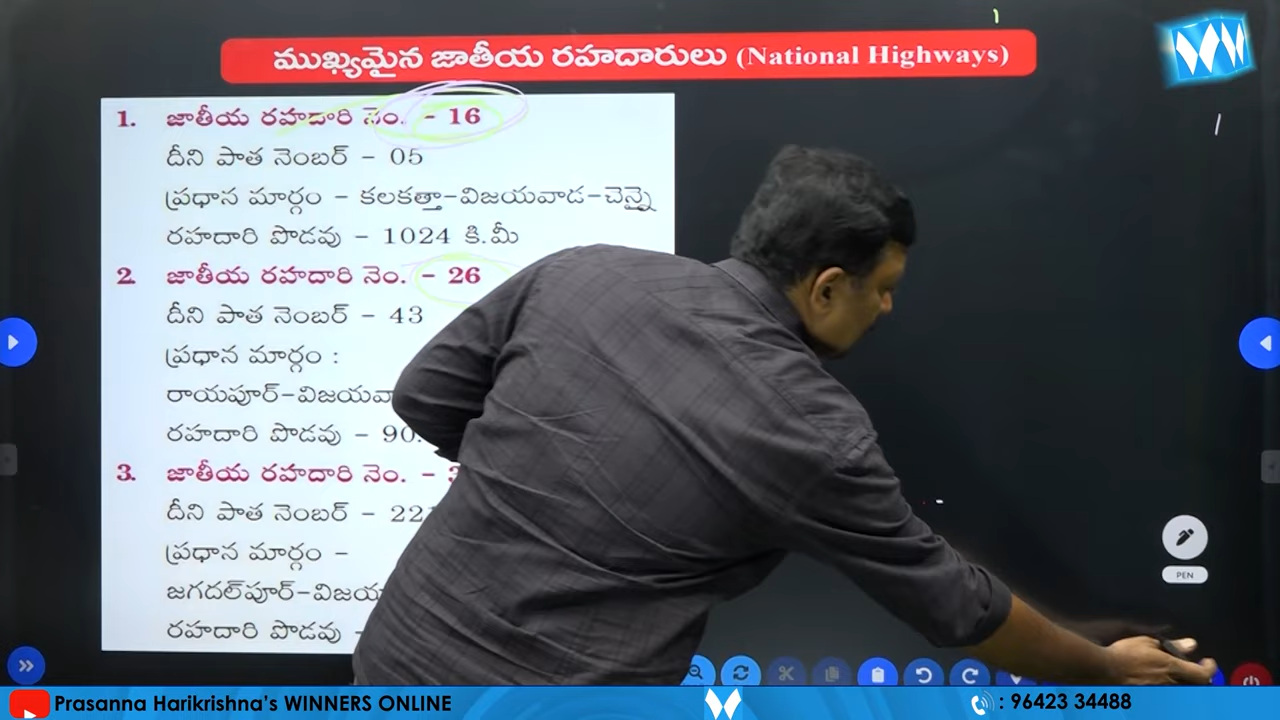 ముఖ్యమైన జాతీయ రహదారులు (National Highways)
1. జాతీయ రహదారి నెం. - 16
దీని పాత నెంబర్ - 05
ప్రధాన మార్గం - కలకత్తా-విజయవాడ-చెన్నై
రహదారి పొడవు - 1024 కి.మీ
2. జాతీయ రహదారి నెం. - 26
దీని పాత నెంబర్ - 43
ప్రధాన మార్గం :
రాయపూర్-
రహదారి పొడవు - 90.
3. జాతీయ రహదారి నెం. -
దీని పాత నెంబర్ - 221
ప్రధాన మార్గం -
జగదల్‌పూర్-
రహదారి పొడవు -
PEN
Prasanna Harikrishna's WINNERS ONLINE
: 96423 34488